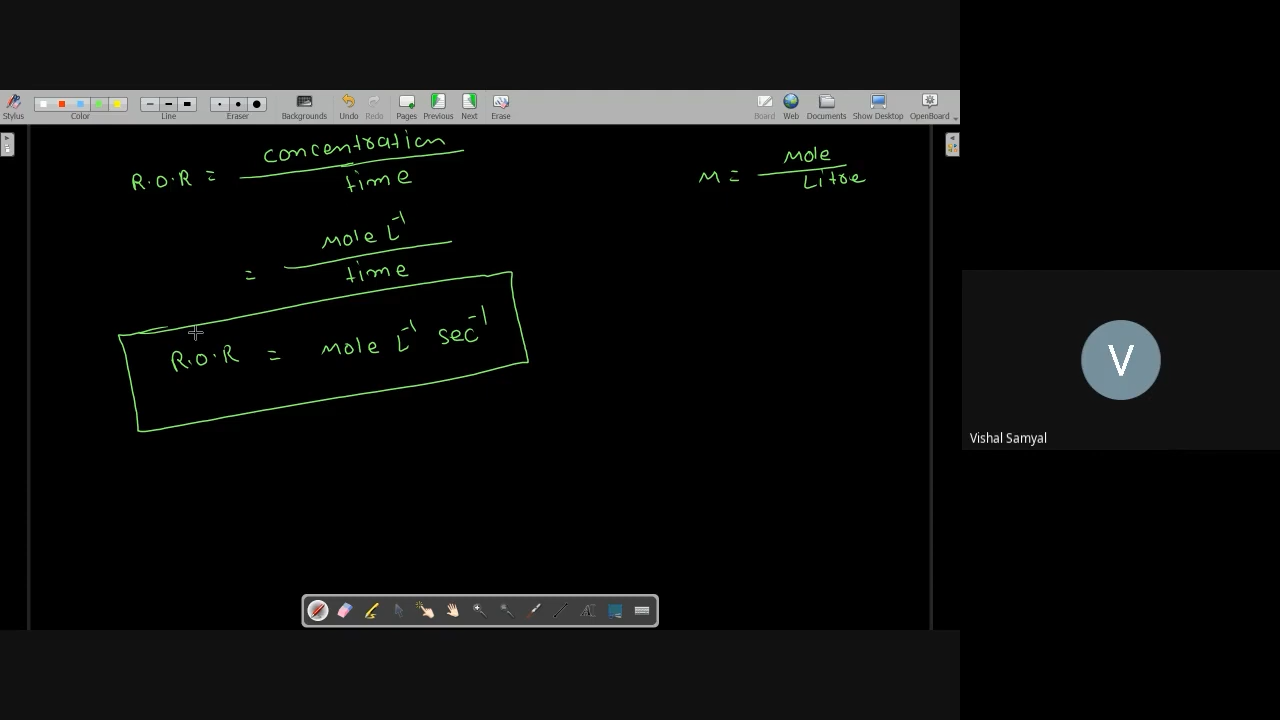 Stylus Color Line Eraser Backgrounds Undo Redo Pages Previous Next Erase Board Web Documents Show Desktop OpenBoard
R.O.R = concentration / time
M = Mole / Litre
= Mole L⁻¹ / time
R.O.R = Mole L⁻¹ sec⁻¹
V
Vishal Samyal